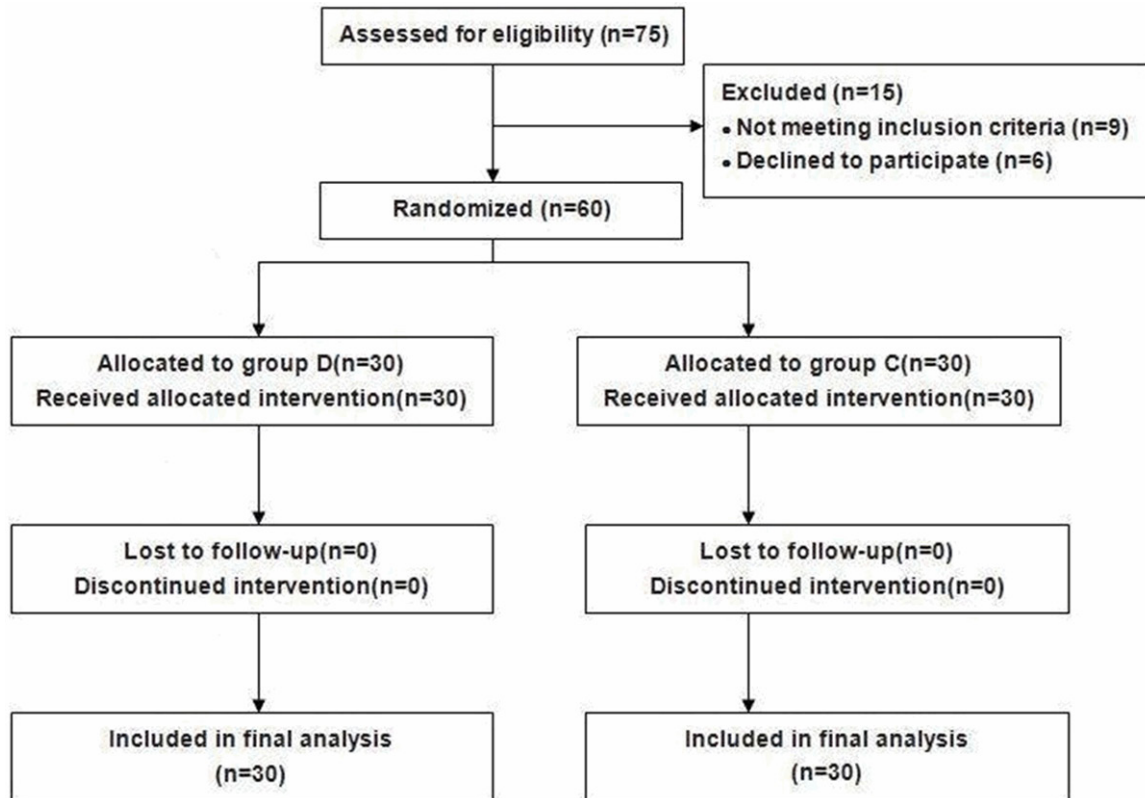 Assessed for eligibility (n=75)
Excluded (n=15)
• Not meeting inclusion criteria (n=9)
• Declined to participate (n=6)
Randomized (n=60)
Allocated to group D(n=30)
Received allocated intervention(n=30)
Allocated to group C(n=30)
Received allocated intervention(n=30)
Lost to follow-up(n=0)
Discontinued intervention(n=0)
Lost to follow-up(n=0)
Discontinued intervention(n=0)
Included in final analysis
(n=30)
Included in final analysis
(n=30)